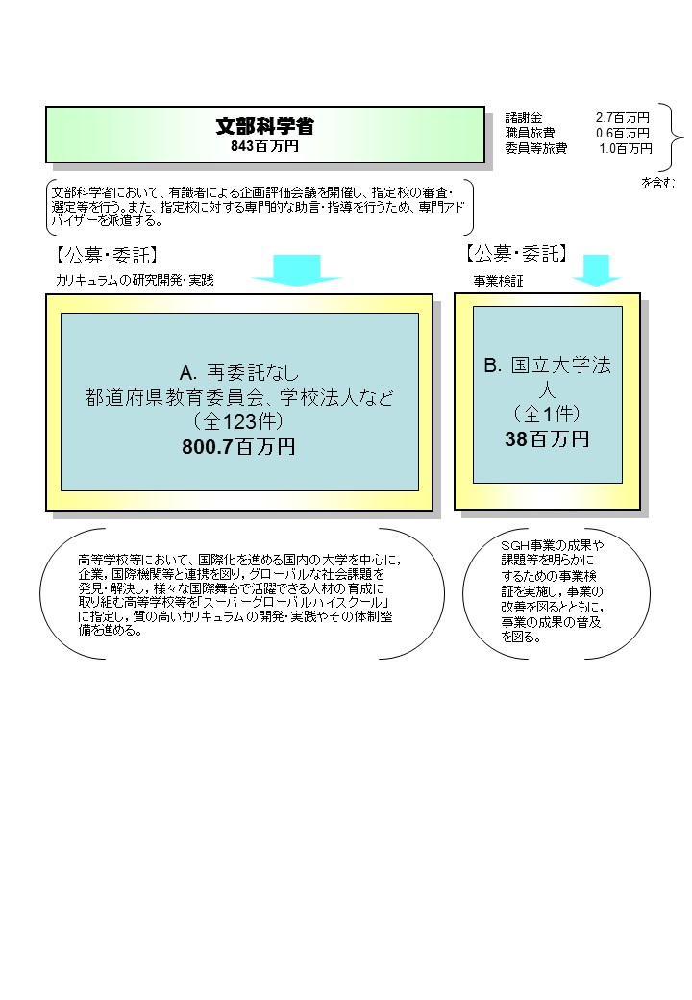 文部科学省
843百万円
諸謝金 2.7百万円
職員旅費 0.6百万円
委員等旅費 1.0百万円
を含む
文部科学省において、有識者による企画評価会議を開催し、指定校の審査・
選定等を行う。また、指定校に対する専門的な助言・指導を行うため、専門アド
バイザーを派遣する。
【公募・委託】
カリキュラムの研究開発・実践
【公募・委託】
事業検証
A．再委託なし
都道府県教育委員会、学校法人など
（全123件）
800.7百万円
B．国立大学法
人
（全1件）
38百万円
高等学校等において、国際化を進める国内の大学を中心に，
企業，国際機関等と連携を図り，グローバルな社会課題を
発見・解決し，様々な国際舞台で活躍できる人材の育成に
取り組む高等学校等を「スーパーグローバルハイスクール」
に指定し，質の高いカリキュラムの開発・実践やその体制整
備を進める。
ＳＧＨ事業の成果や
課題等を明らかに
するための事業検
証を実施し，事業の
改善を図るとともに，
事業の成果の普及
を図る。